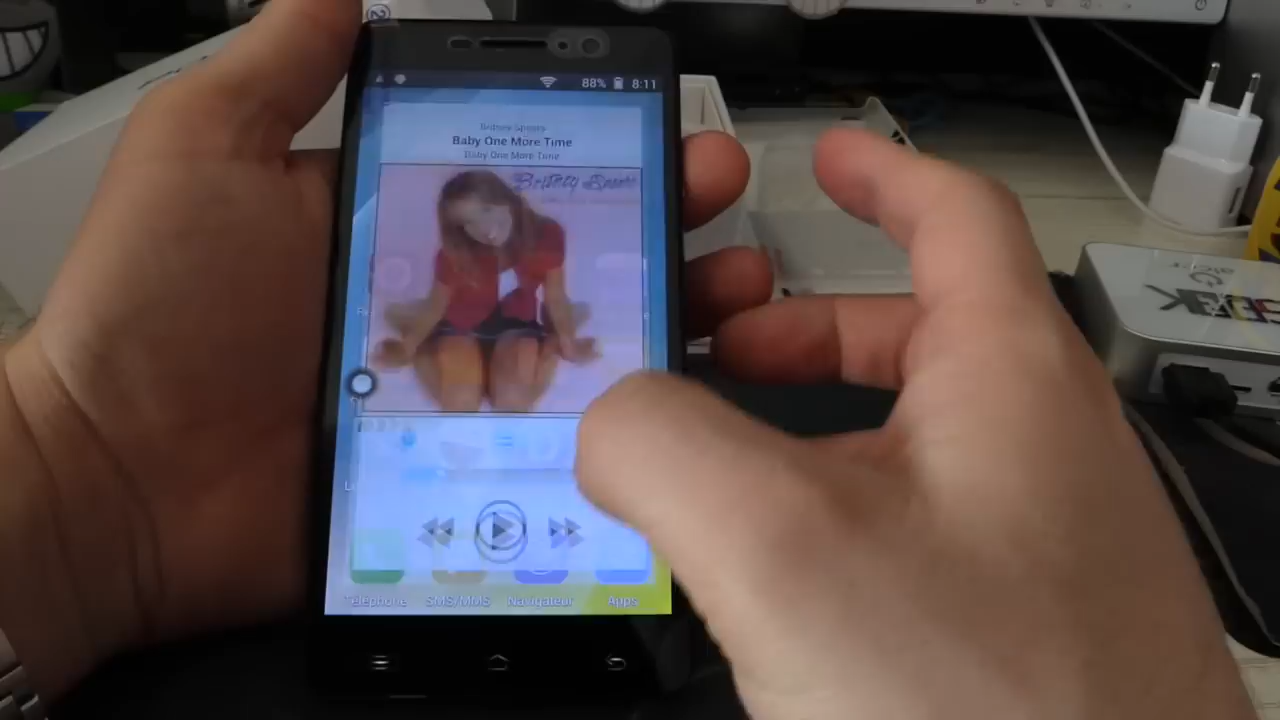 88% 8:11
Britney Spears
Baby One More Time
Baby One More Time
Britney Spears
Téléphone SMS/MMS Navigateur Apps